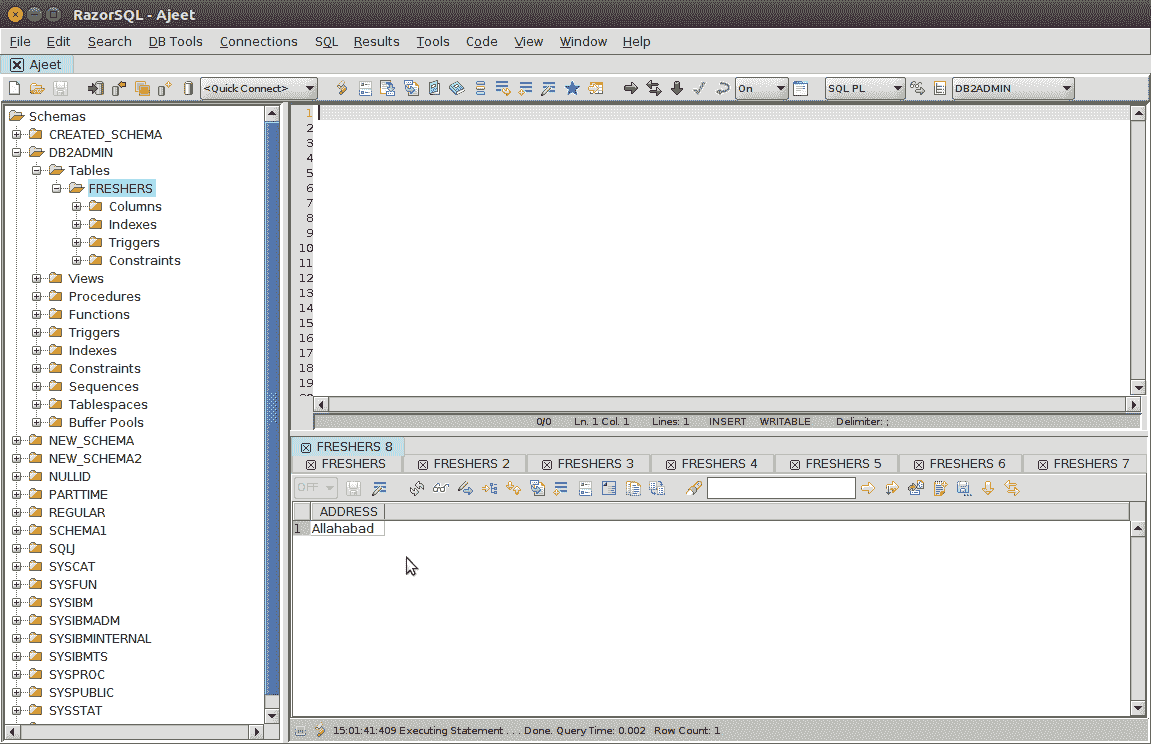 RazorSQL - Ajeet
File Edit Search DB Tools Connections SQL Results Tools Code View Window Help
Ajeet
<Quick Connect> On SQL PL DB2ADMIN
Schemas
CREATED_SCHEMA
DB2ADMIN
Tables
FRESHERS
Columns
Indexes
Triggers
Constraints
Views
Procedures
Functions
Triggers
Indexes
Constraints
Sequences
Tablespaces
Buffer Pools
NEW_SCHEMA
NEW_SCHEMA2
NULLID
PARTTIME
REGULAR
SCHEMA1
SQLJ
SYSCAT
SYSFUN
SYSIBM
SYSIBMADM
SYSIBMINTERNAL
SYSIBMTS
SYSPROC
SYSPUBLIC
SYSSTAT
1
2
3
4
5
6
7
8
9
10
11
12
13
14
15
16
17
18
19
0/0 Ln. 1 Col. 1 Lines: 1 INSERT WRITABLE Delimiter: ;
FRESHERS 8
FRESHERS FRESHERS 2 FRESHERS 3 FRESHERS 4 FRESHERS 5 FRESHERS 6 FRESHERS 7
OFF
ADDRESS
1 Allahabad
15:01:41:409 Executing Statement . . . Done. Query Time: 0.002 Row Count: 1